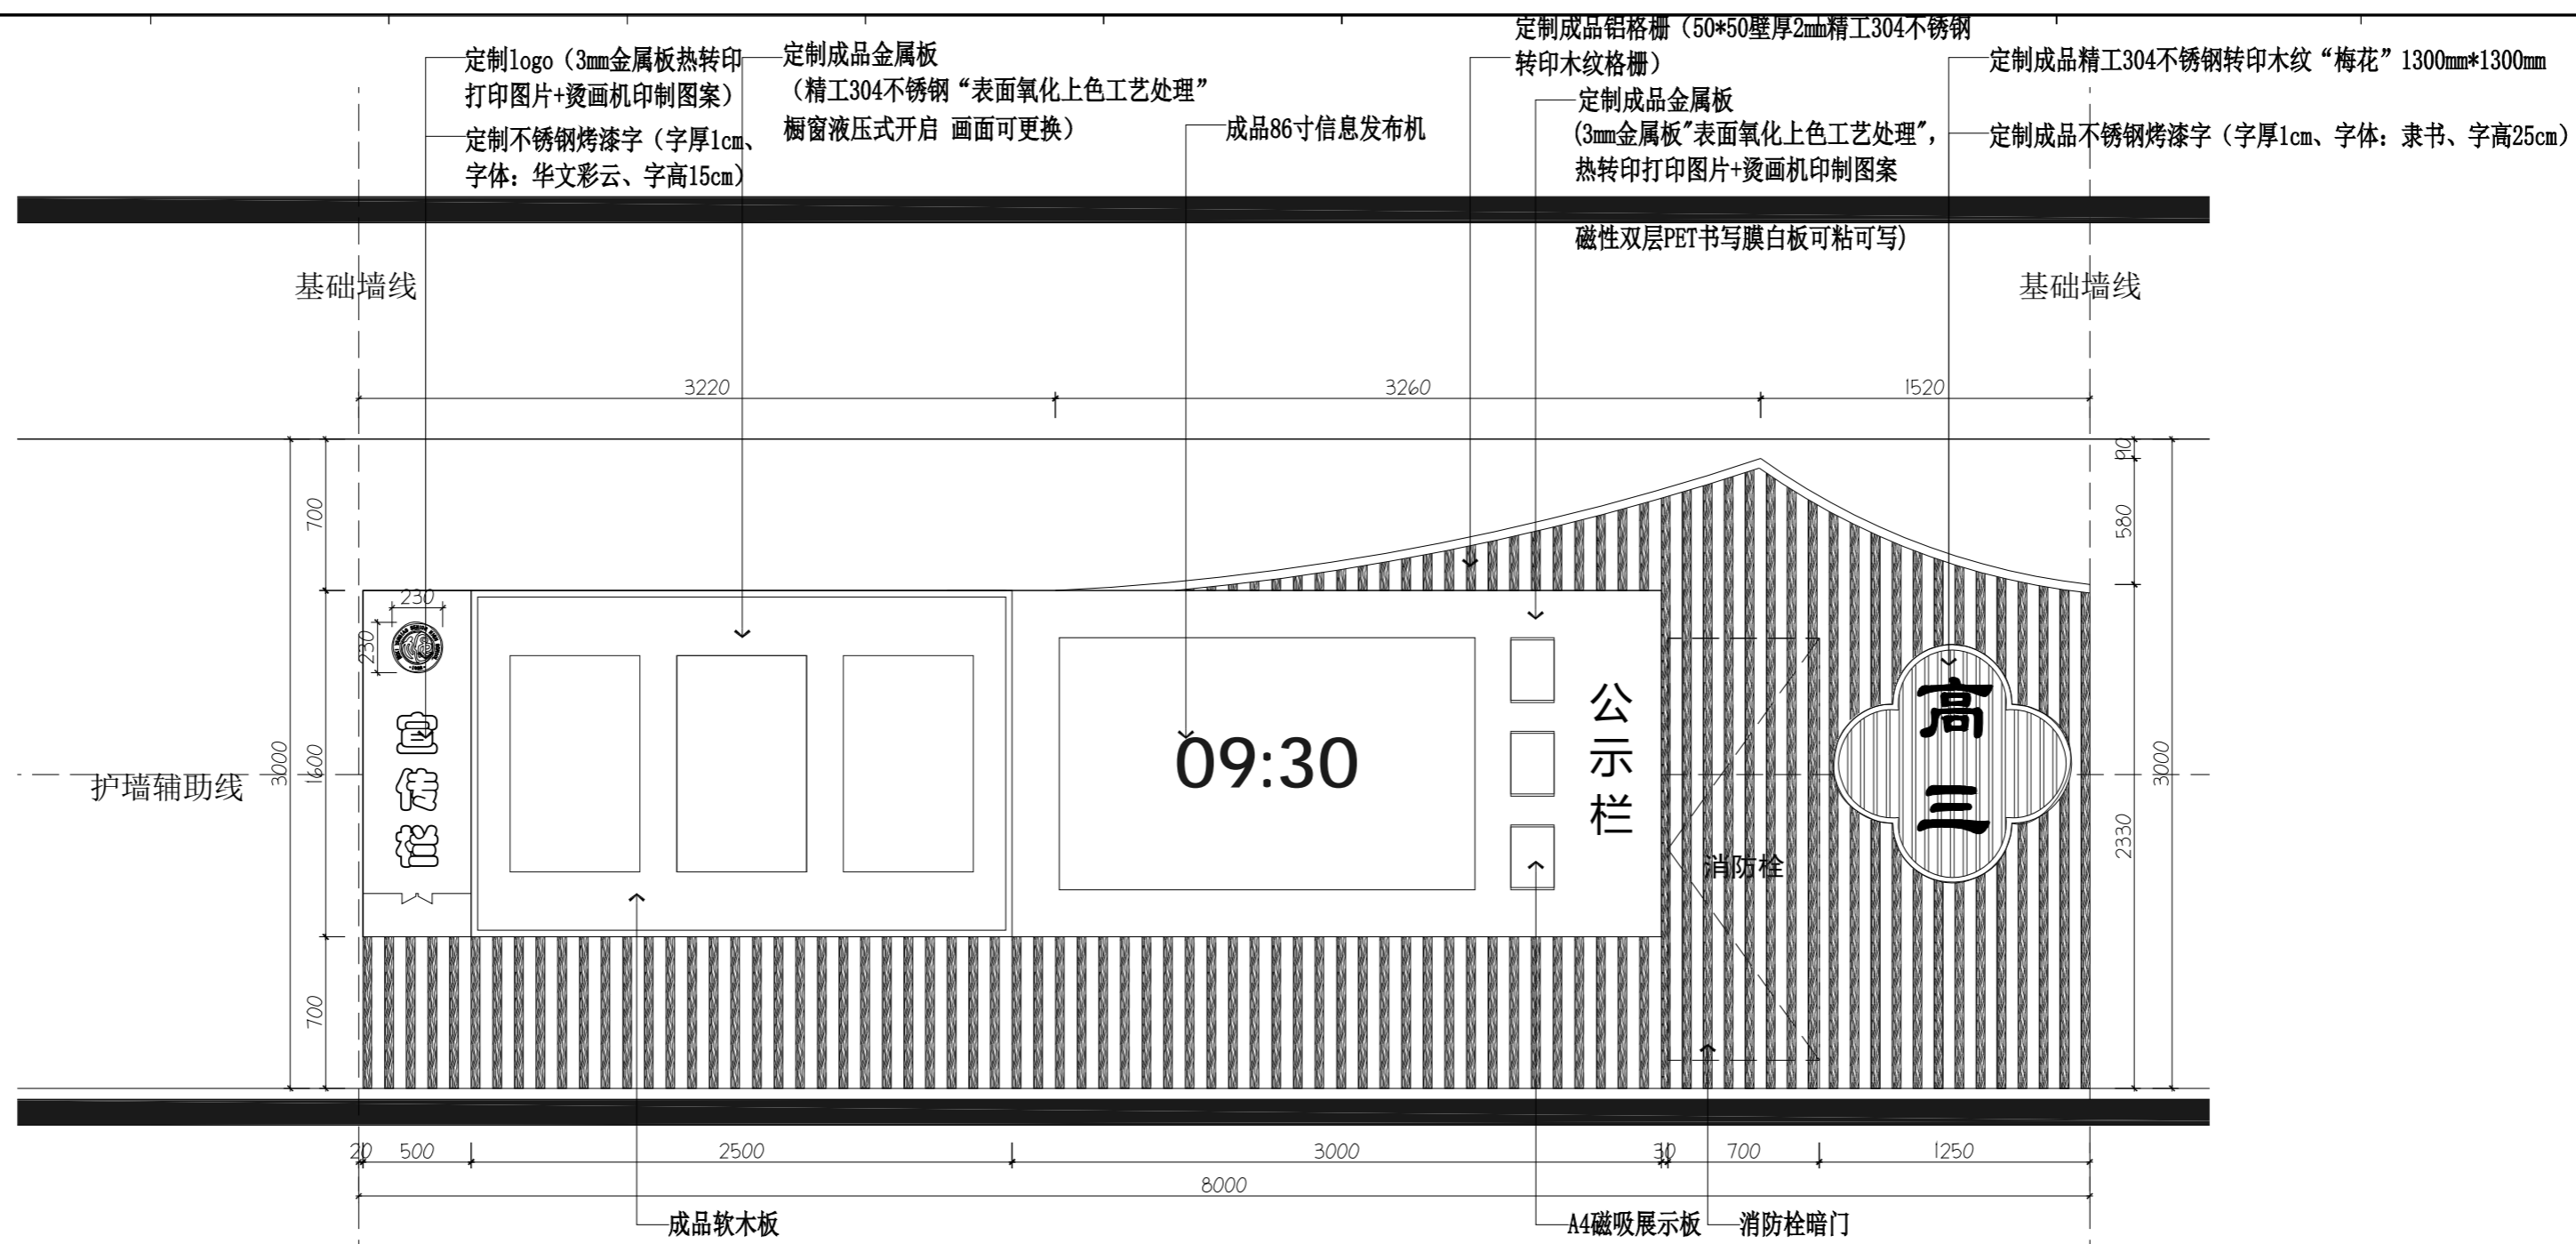 定制logo（3mm金属板热转印
打印图片+烫画机印制图案）
定制不锈钢烤漆字（字厚1cm、
字体：华文彩云、字高15cm）
定制成品金属板
（精工304不锈钢“表面氧化上色工艺处理”
橱窗液压式开启 画面可更换）
成品86寸信息发布机
定制成品铝格栅（50*50壁厚2mm精工304不锈钢
转印木纹格栅）
定制成品金属板
(3mm金属板"表面氧化上色工艺处理",
热转印打印图片+烫画机印制图案
磁性双层PET书写膜白板可粘可写)
定制成品精工304不锈钢转印木纹“梅花”1300mm*1300mm
定制成品不锈钢烤漆字（字厚1cm、字体：隶书、字高25cm）
基础墙线
基础墙线
3220
3260
1520
700
1600
700
3000
护墙辅助线
230
230
宣
传
栏
09:30
公
示
栏
消防栓
高
三
90
580
2330
3000
20
500
2500
3000
30
700
1250
8000
成品软木板
A4磁吸展示板
消防栓暗门